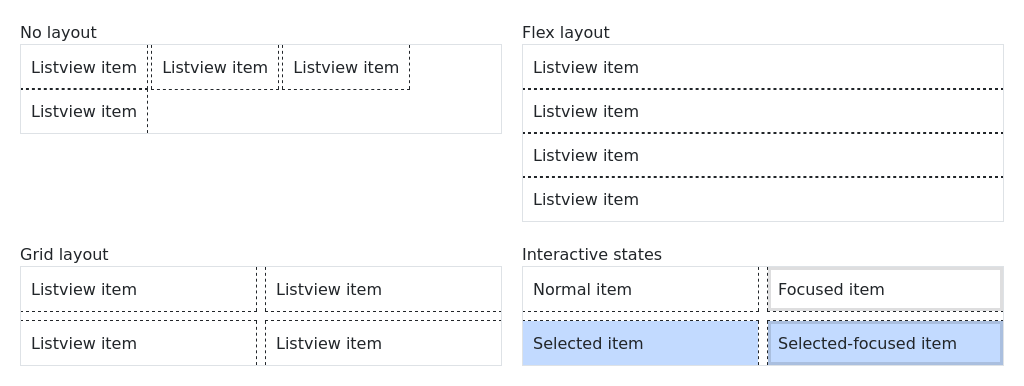 No layout
Listview item Listview item Listview item
Listview item
Flex layout
Listview item
Listview item
Listview item
Listview item
Grid layout
Listview item Listview item
Listview item Listview item
Interactive states
Normal item Focused item
Selected item Selected-focused item